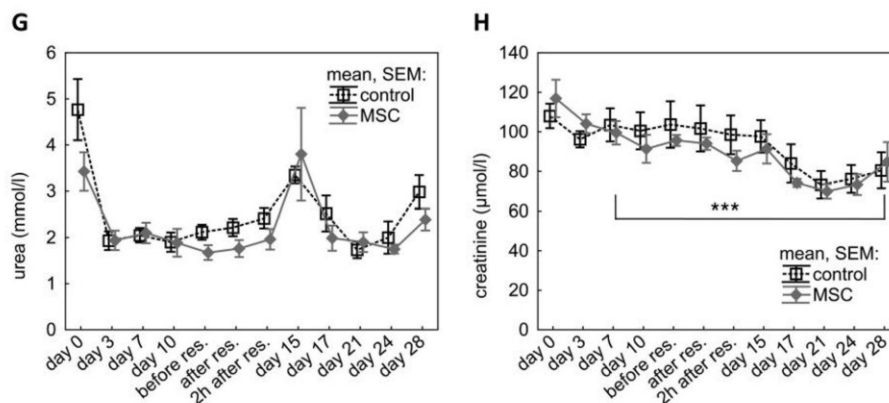 G
urea (mmol/l)
6
5
4
3
2
1
0
mean, SEM:
control
MSC
day 0
day 3
day 7
day 10
before res.
after res.
2h after res.
day 15
day 17
day 21
day 24
day 28
H
creatinine (µmol/l)
140
120
100
80
60
40
20
0
***
mean, SEM:
control
MSC
day 0
day 3
day 7
day 10
before res.
after res.
2h after res.
day 15
day 17
day 21
day 24
day 28